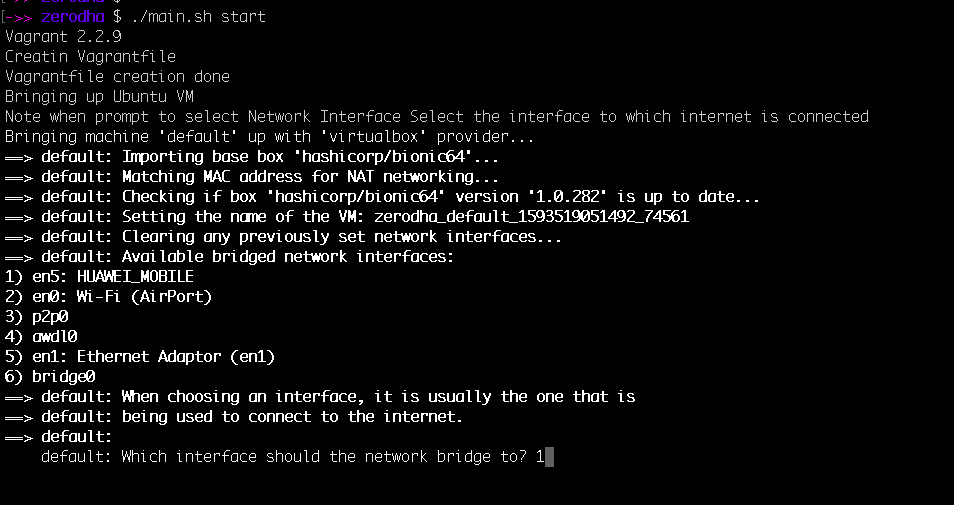 [->> zerodha $
[->> zerodha $ ./main.sh start
Vagrant 2.2.9
Creatin Vagrantfile
Vagrantfile creation done
Bringing up Ubuntu VM
Note when prompt to select Network Interface Select the interface to which internet is connected
Bringing machine 'default' up with 'virtualbox' provider...
==> default: Importing base box 'hashicorp/bionic64'...
==> default: Matching MAC address for NAT networking...
==> default: Checking if box 'hashicorp/bionic64' version '1.0.282' is up to date...
==> default: Setting the name of the VM: zerodha_default_1593519051492_74561
==> default: Clearing any previously set network interfaces...
==> default: Available bridged network interfaces:
1) en5: HUAWEI_MOBILE
2) en0: Wi-Fi (AirPort)
3) p2p0
4) awdl0
5) en1: Ethernet Adaptor (en1)
6) bridge0
==> default: When choosing an interface, it is usually the one that is
==> default: being used to connect to the internet.
==> default:
default: Which interface should the network bridge to? 1